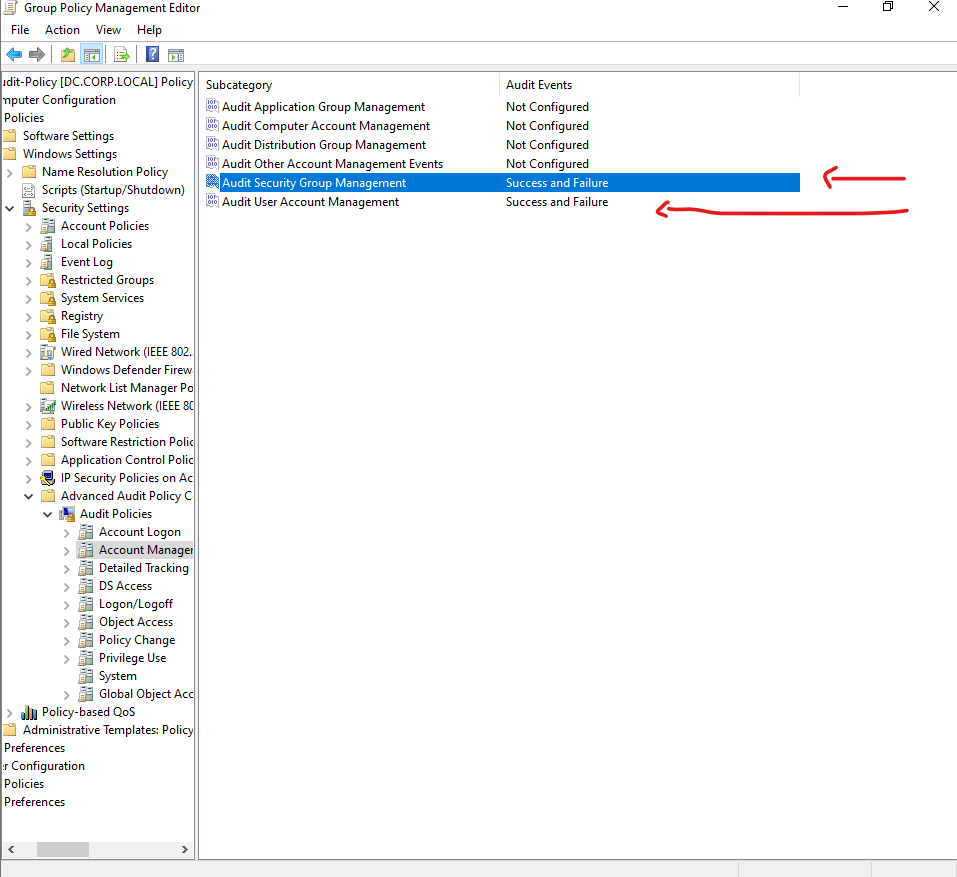 Group Policy Management Editor
File Action View Help
udit-Policy [DC.CORP.LOCAL] Policy
mputer Configuration
Policies
Software Settings
Windows Settings
Name Resolution Policy
Scripts (Startup/Shutdown)
Security Settings
Account Policies
Local Policies
Event Log
Restricted Groups
System Services
Registry
File System
Wired Network (IEEE 802.
Windows Defender Firew
Network List Manager Po
Wireless Network (IEEE 80
Public Key Policies
Software Restriction Polic
Application Control Polic
IP Security Policies on Ac
Advanced Audit Policy C
Audit Policies
Account Logon
Account Manager
Detailed Tracking
DS Access
Logon/Logoff
Object Access
Policy Change
Privilege Use
System
Global Object Acc
Policy-based QoS
Administrative Templates: Policy
Preferences
er Configuration
Policies
Preferences
Subcategory Audit Events
Audit Application Group Management Not Configured
Audit Computer Account Management Not Configured
Audit Distribution Group Management Not Configured
Audit Other Account Management Events Not Configured
Audit Security Group Management Success and Failure
Audit User Account Management Success and Failure